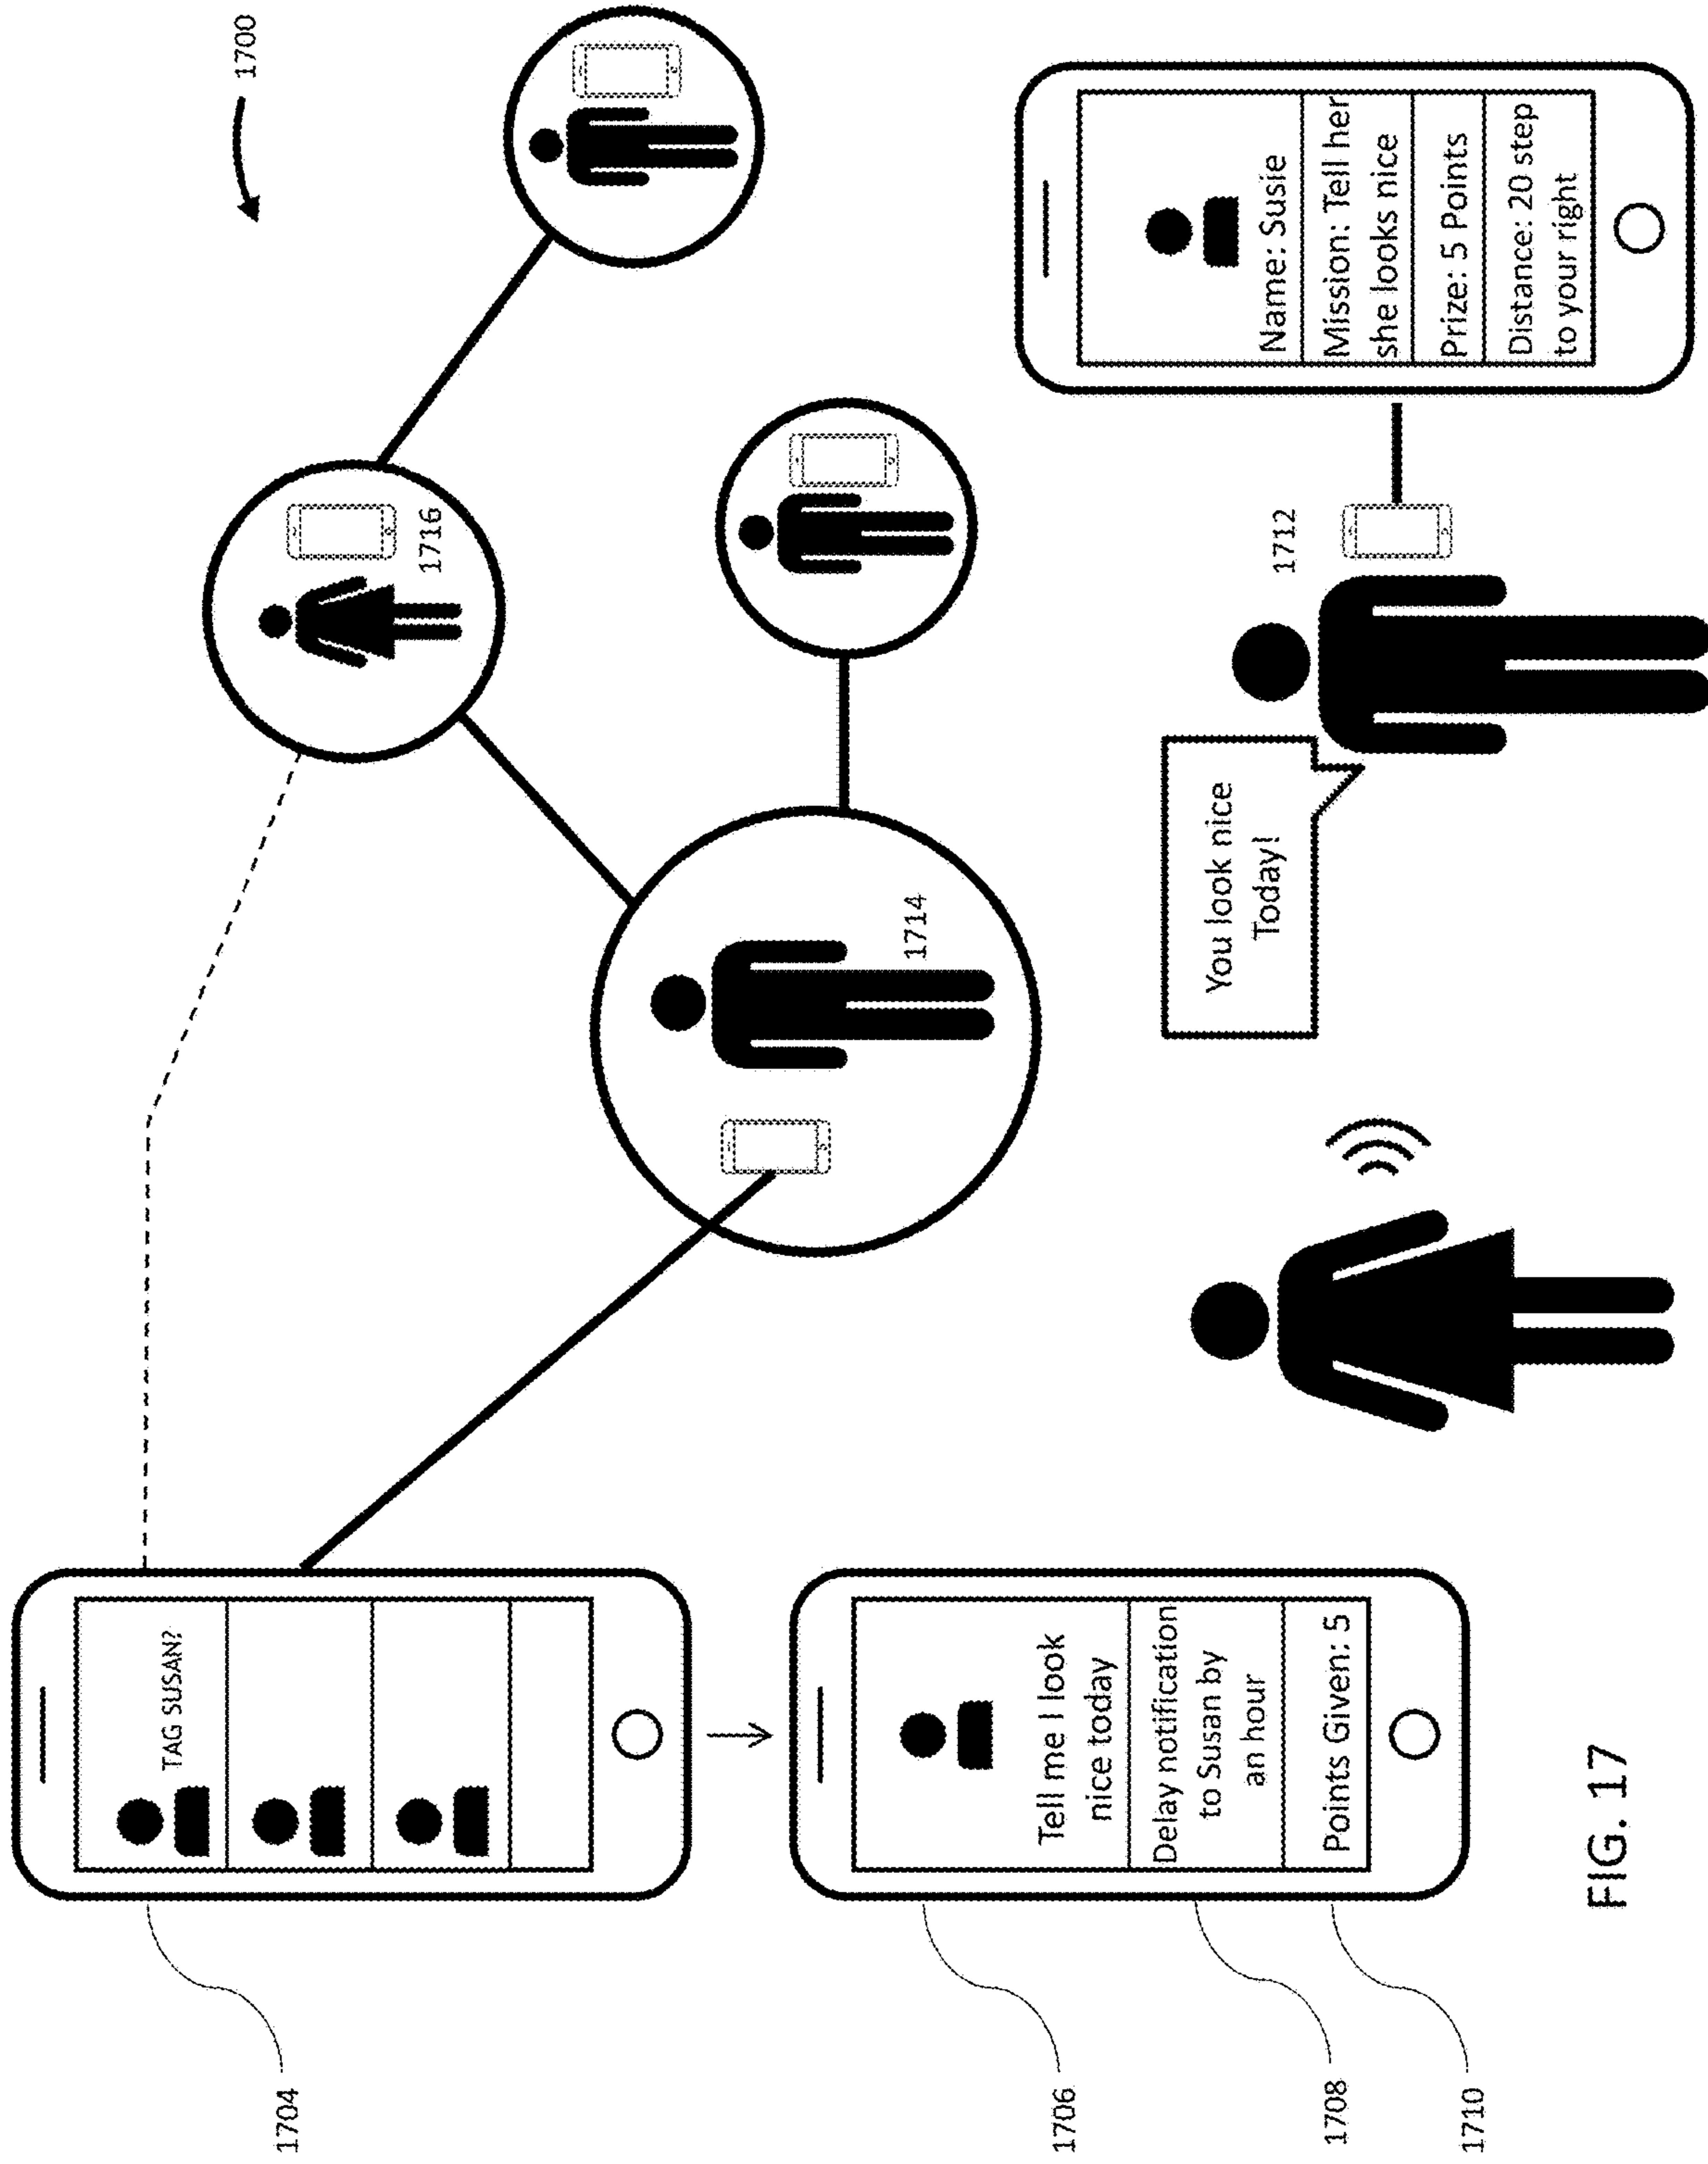 1700
TAG SUSAN?
1704
1716
1714
Tell me I look
nice today
Delay notification
to Susan by
an hour
Points Given: 5
1706
1708
1710
You look nice
Today!
1712
Name: Susie
Mission: Tell her
she looks nice
Prize: 5 Points
Distance: 20 step
to your right
FIG. 17